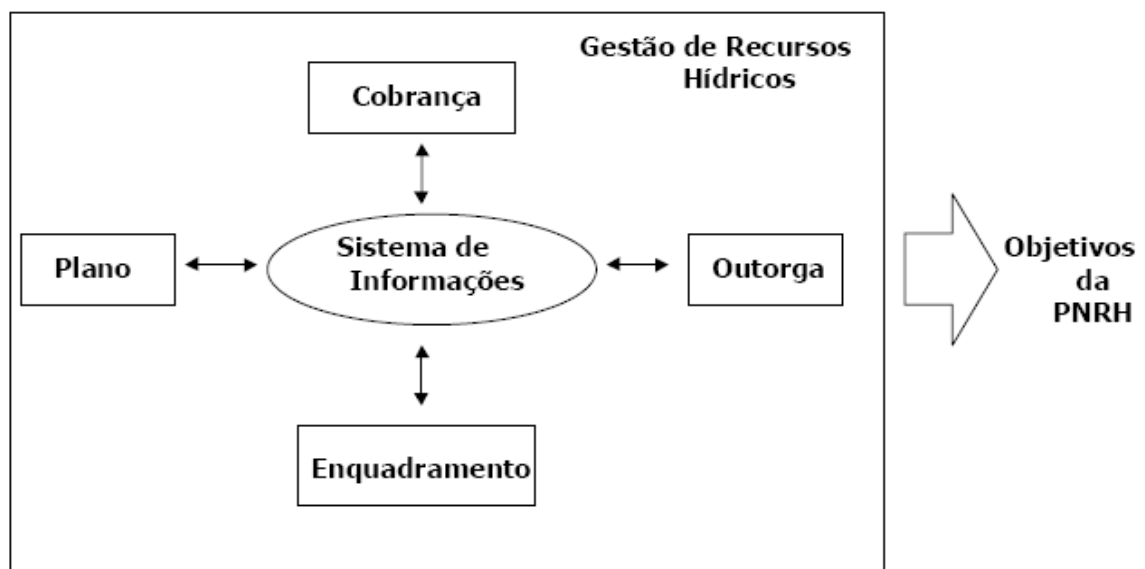 Gestão de Recursos
Hídricos
Cobrança
Plano
Sistema de
Informações
Outorga
Objetivos
da
PNRH
Enquadramento